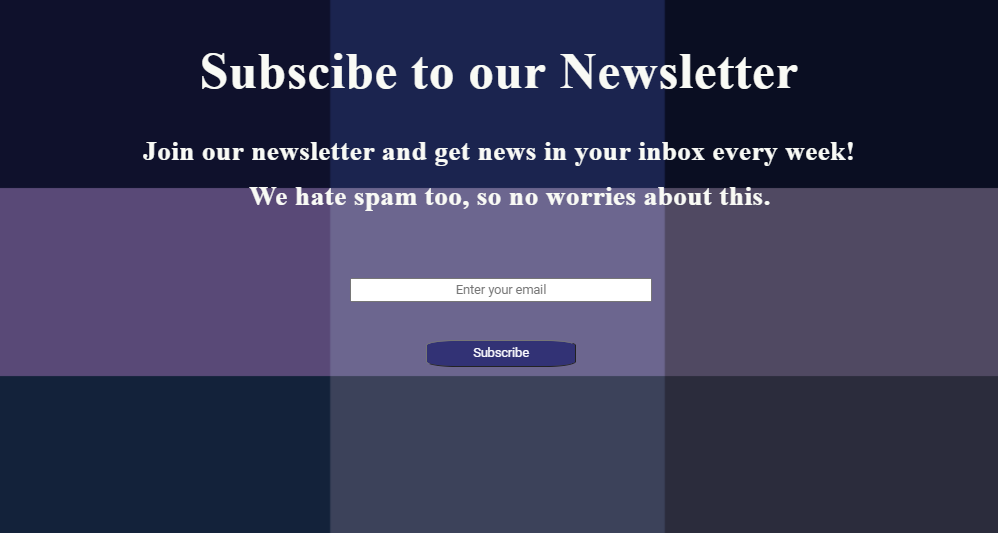 Subscibe to our Newsletter
Join our newsletter and get news in your inbox every week!
We hate spam too, so no worries about this.
Enter your email
Subscribe